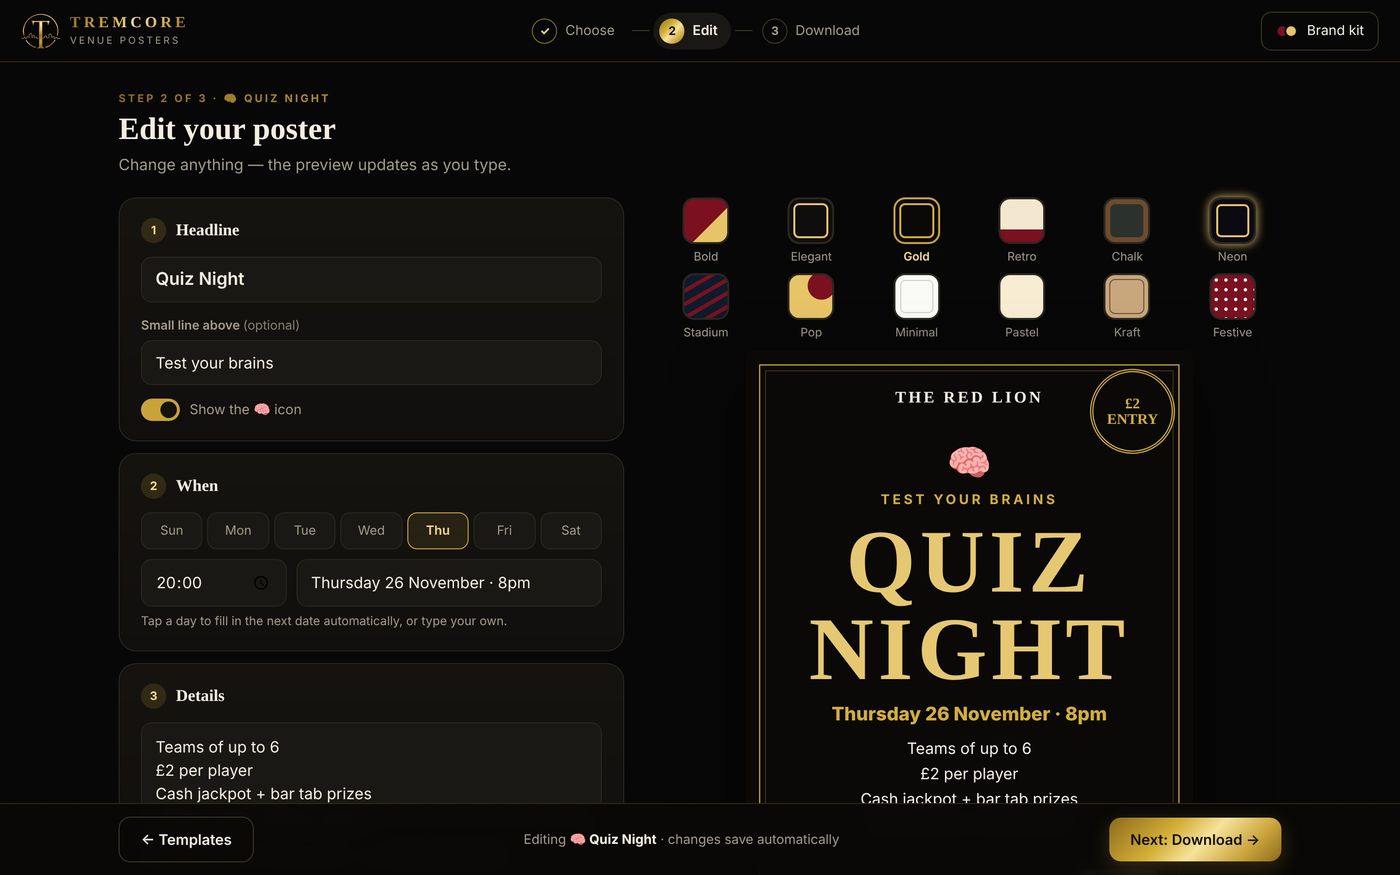 TREMCORE
VENUE POSTERS
Choose
2 Edit
3 Download
Brand kit
STEP 2 OF 3 · 🧠 QUIZ NIGHT
Edit your poster
Change anything — the preview updates as you type.
1 Headline
Quiz Night
Small line above (optional)
Test your brains
Show the 🧠 icon
2 When
Sun Mon Tue Wed Thu Fri Sat
20:00 Thursday 26 November · 8pm
Tap a day to fill in the next date automatically, or type your own.
3 Details
Teams of up to 6
£2 per player
Cash jackpot + bar tab prizes
Bold Elegant Gold Retro Chalk Neon
Stadium Pop Minimal Pastel Kraft Festive
THE RED LION
£2
ENTRY
TEST YOUR BRAINS
QUIZ
NIGHT
Thursday 26 November · 8pm
Teams of up to 6
£2 per player
Cash jackpot + bar tab prizes
← Templates
Editing 🧠 Quiz Night · changes save automatically
Next: Download →